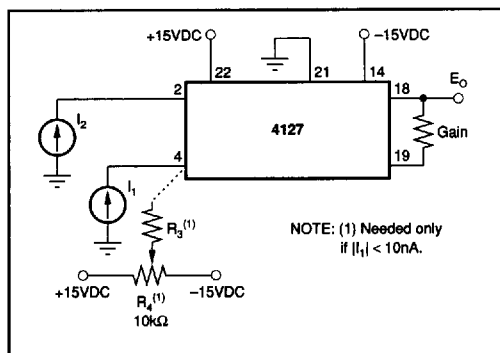 +15VDC
−15VDC
22
21
14
2
18
E_O
4127
I_2
Gain
4
19
I_1
R_3^(1)
NOTE: (1) Needed only
if |I_1| < 10nA.
+15VDC
−15VDC
R_4^(1)
10kΩ